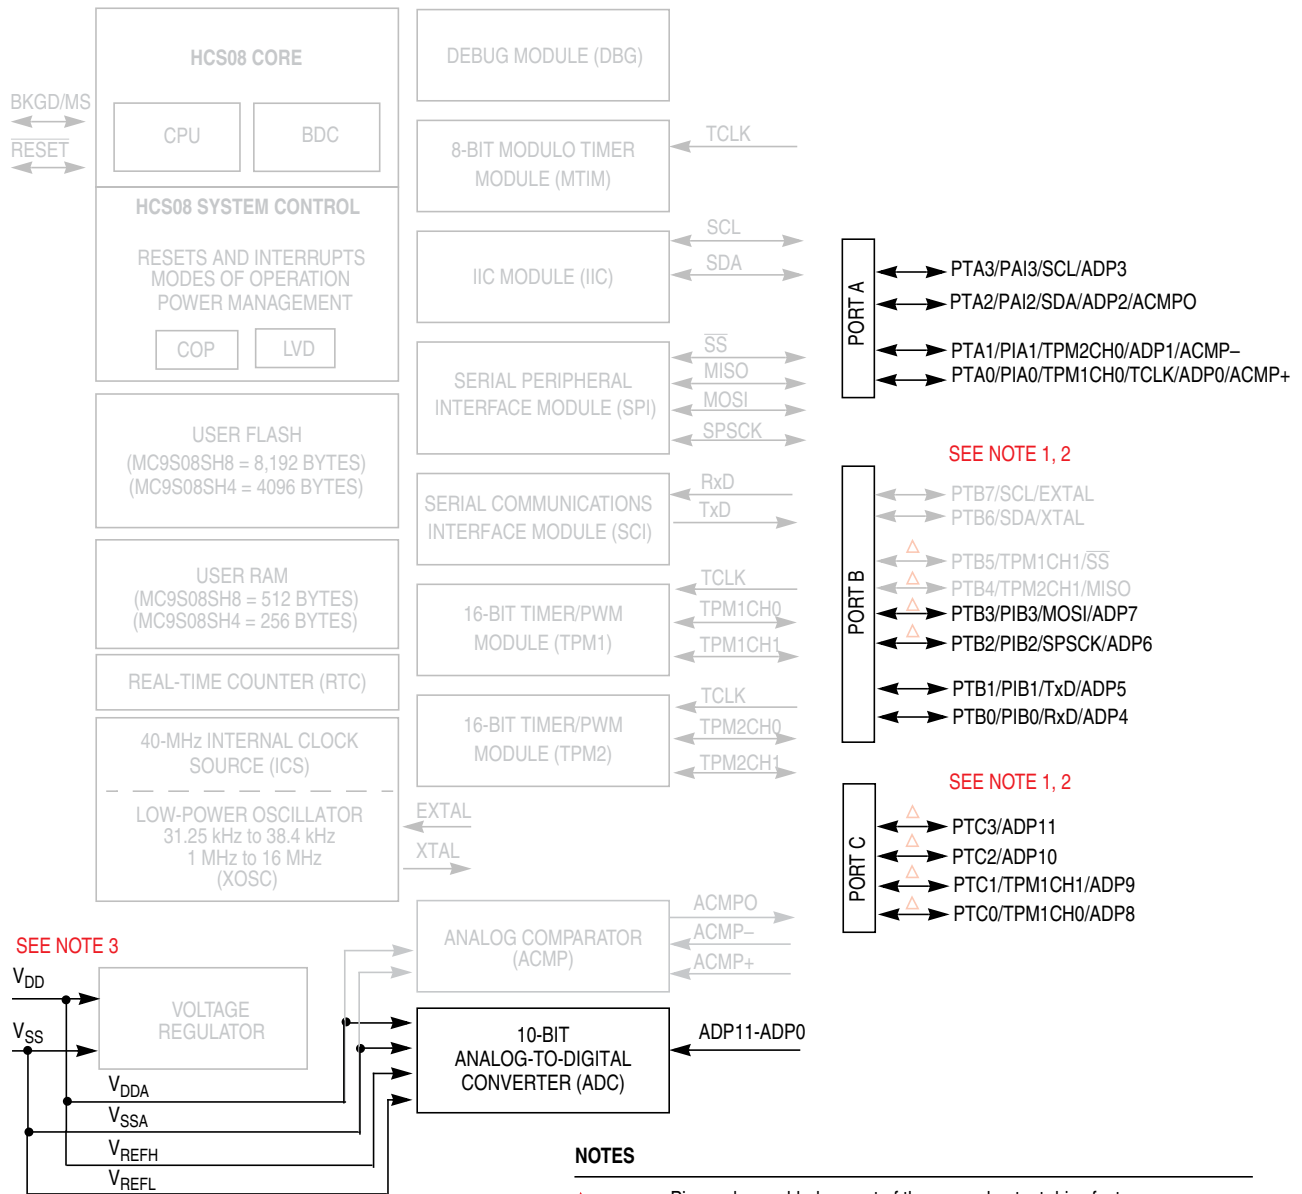 HCS08 CORE
CPU
BDC
BKGD/MS
RESET
HCS08 SYSTEM CONTROL
RESETS AND INTERRUPTS
MODES OF OPERATION
POWER MANAGEMENT
COP
LVD
USER FLASH
(MC9S08SH8 = 8,192 BYTES)
(MC9S08SH4 = 4096 BYTES)
USER RAM
(MC9S08SH8 = 512 BYTES)
(MC9S08SH4 = 256 BYTES)
REAL-TIME COUNTER (RTC)
40-MHz INTERNAL CLOCK
SOURCE (ICS)
LOW-POWER OSCILLATOR
31.25 kHz to 38.4 kHz
1 MHz to 16 MHz
(XOSC)
EXTAL
XTAL
SEE NOTE 3
VDD
VSS
VOLTAGE
REGULATOR
VDDA
VSSA
VREFH
VREFL
DEBUG MODULE (DBG)
8-BIT MODULO TIMER
MODULE (MTIM)
TCLK
IIC MODULE (IIC)
SCL
SDA
SERIAL PERIPHERAL
INTERFACE MODULE (SPI)
SS
MISO
MOSI
SPSCK
SERIAL COMMUNICATIONS
INTERFACE MODULE (SCI)
RxD
TxD
16-BIT TIMER/PWM
MODULE (TPM1)
TCLK
TPM1CH0
TPM1CH1
16-BIT TIMER/PWM
MODULE (TPM2)
TCLK
TPM2CH0
TPM2CH1
ANALOG COMPARATOR
(ACMP)
ACMPO
ACMP–
ACMP+
10-BIT
ANALOG-TO-DIGITAL
CONVERTER (ADC)
ADP11-ADP0
PORT A
PTA3/PAI3/SCL/ADP3
PTA2/PAI2/SDA/ADP2/ACMPO
PTA1/PIA1/TPM2CH0/ADP1/ACMP–
PTA0/PIA0/TPM1CH0/TCLK/ADP0/ACMP+
SEE NOTE 1, 2
PORT B
PTB7/SCL/EXTAL
PTB6/SDA/XTAL
PTB5/TPM1CH1/SS
PTB4/TPM2CH1/MISO
PTB3/PIB3/MOSI/ADP7
PTB2/PIB2/SPSCK/ADP6
PTB1/PIB1/TxD/ADP5
PTB0/PIB0/RxD/ADP4
SEE NOTE 1, 2
PORT C
PTC3/ADP11
PTC2/ADP10
PTC1/TPM1CH1/ADP9
PTC0/TPM1CH0/ADP8
NOTES